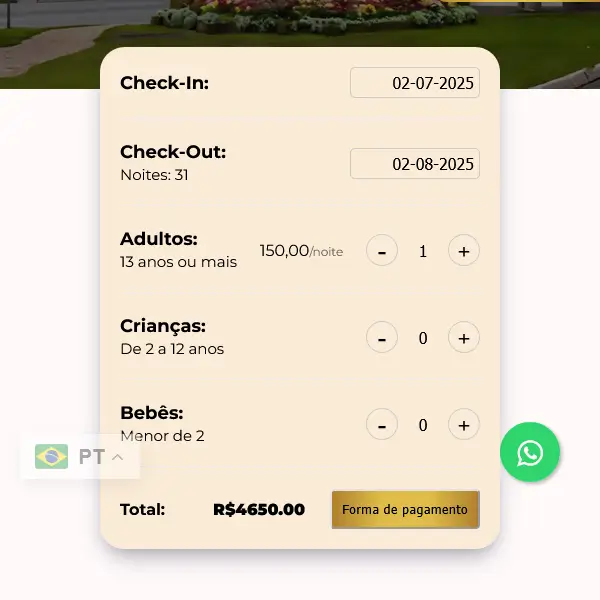 Check-In:
02-07-2025
Check-Out:
Noites: 31
02-08-2025
Adultos:
13 anos ou mais
150,00/noite
- 1 +
Crianças:
De 2 a 12 anos
- 0 +
Bebês:
Menor de 2
- 0 +
PT
Total: R$4650.00 Forma de pagamento